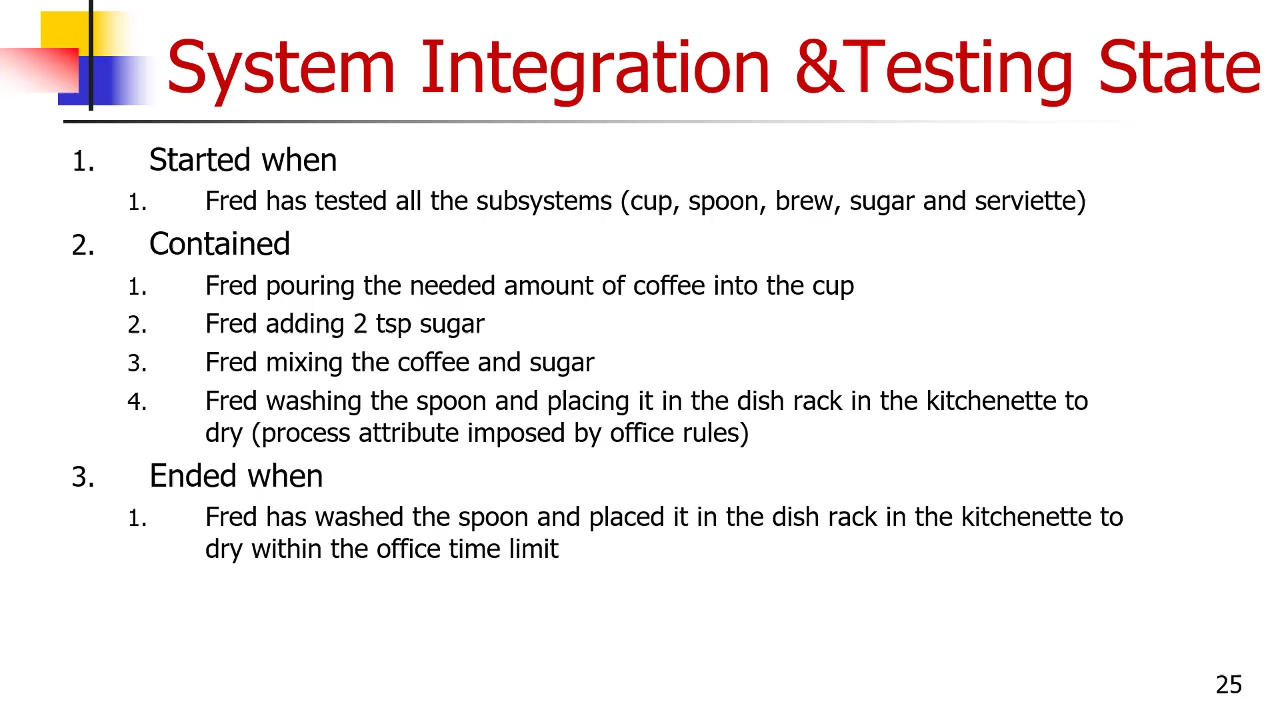 System Integration &Testing State
1. Started when
1. Fred has tested all the subsystems (cup, spoon, brew, sugar and serviette)
2. Contained
1. Fred pouring the needed amount of coffee into the cup
2. Fred adding 2 tsp sugar
3. Fred mixing the coffee and sugar
4. Fred washing the spoon and placing it in the dish rack in the kitchenette to
dry (process attribute imposed by office rules)
3. Ended when
1. Fred has washed the spoon and placed it in the dish rack in the kitchenette to
dry within the office time limit
25